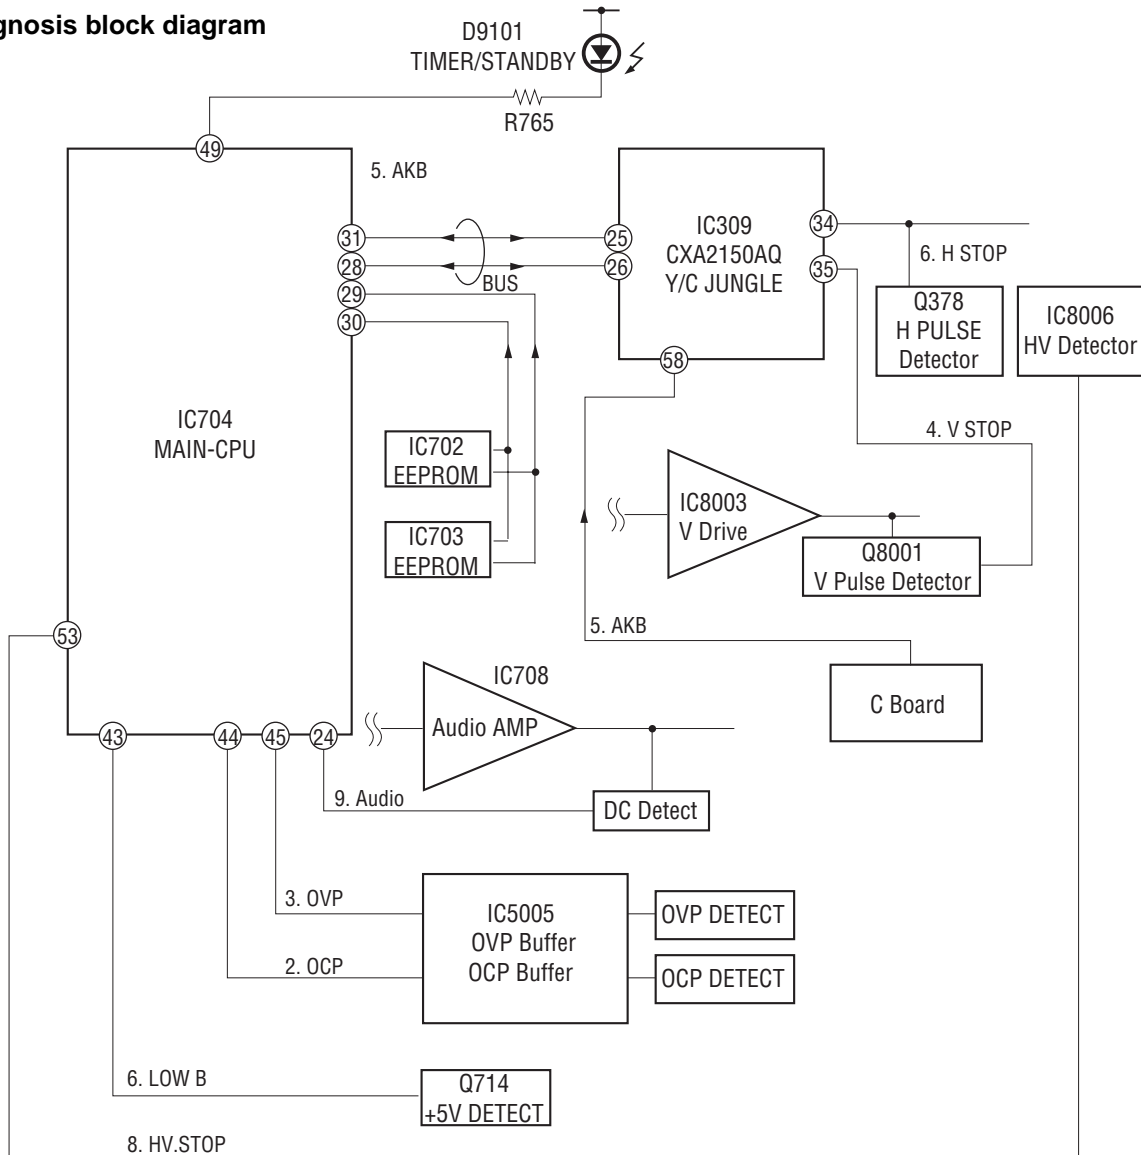 gnosis block diagram
D9101
TIMER/STANDBY
R765
49
5. AKB
31
28
29
30
BUS
25
26
IC309
CXA2150AQ
Y/C JUNGLE
34
35
58
6. H STOP
Q378
H PULSE
Detector
IC8006
HV Detector
IC704
MAIN-CPU
IC702
EEPROM
IC703
EEPROM
4. V STOP
IC8003
V Drive
Q8001
V Pulse Detector
53
5. AKB
C Board
IC708
Audio AMP
43
44
45
24
9. Audio
DC Detect
3. OVP
2. OCP
IC5005
OVP Buffer
OCP Buffer
OVP DETECT
OCP DETECT
6. LOW B
Q714
+5V DETECT
8. HV.STOP